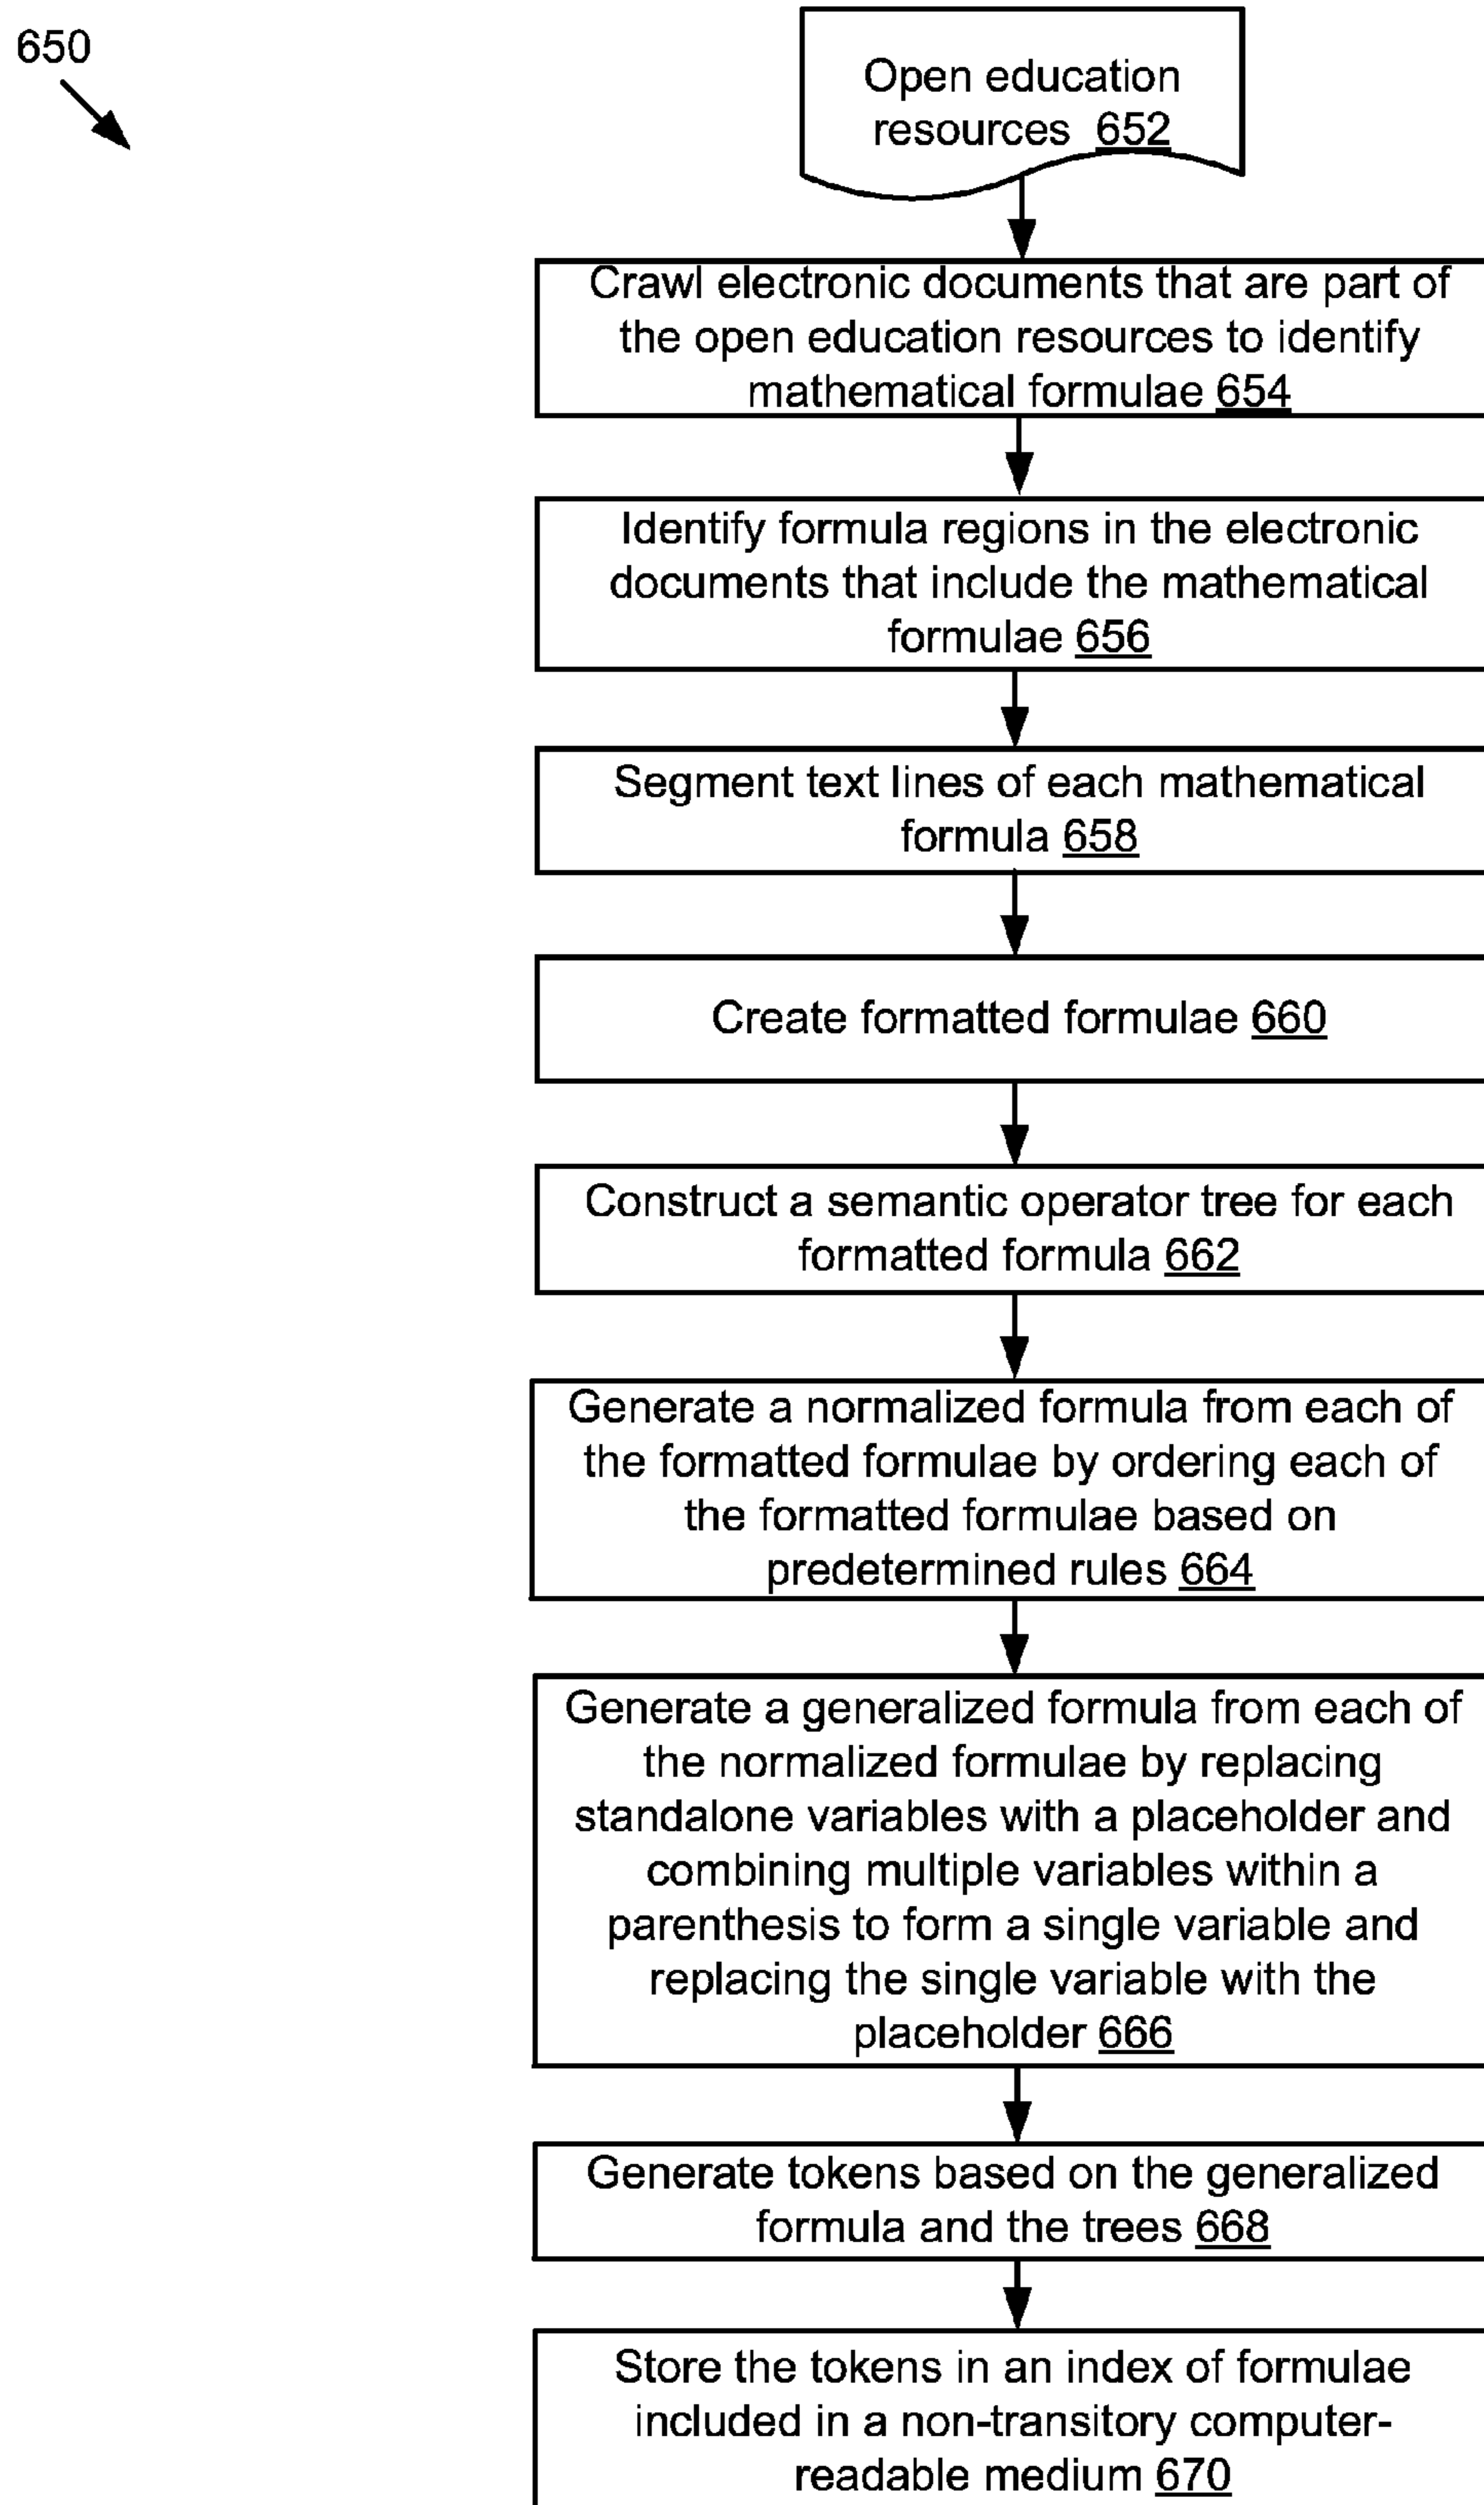 650
Open education
resources 652
Crawl electronic documents that are part of
the open education resources to identify
mathematical formulae 654
Identify formula regions in the electronic
documents that include the mathematical
formulae 656
Segment text lines of each mathematical
formula 658
Create formatted formulae 660
Construct a semantic operator tree for each
formatted formula 662
Generate a normalized formula from each of
the formatted formulae by ordering each of
the formatted formulae based on
predetermined rules 664
Generate a generalized formula from each of
the normalized formulae by replacing
standalone variables with a placeholder and
combining multiple variables within a
parenthesis to form a single variable and
replacing the single variable with the
placeholder 666
Generate tokens based on the generalized
formula and the trees 668
Store the tokens in an index of formulae
included in a non-transitory computer-
readable medium 670